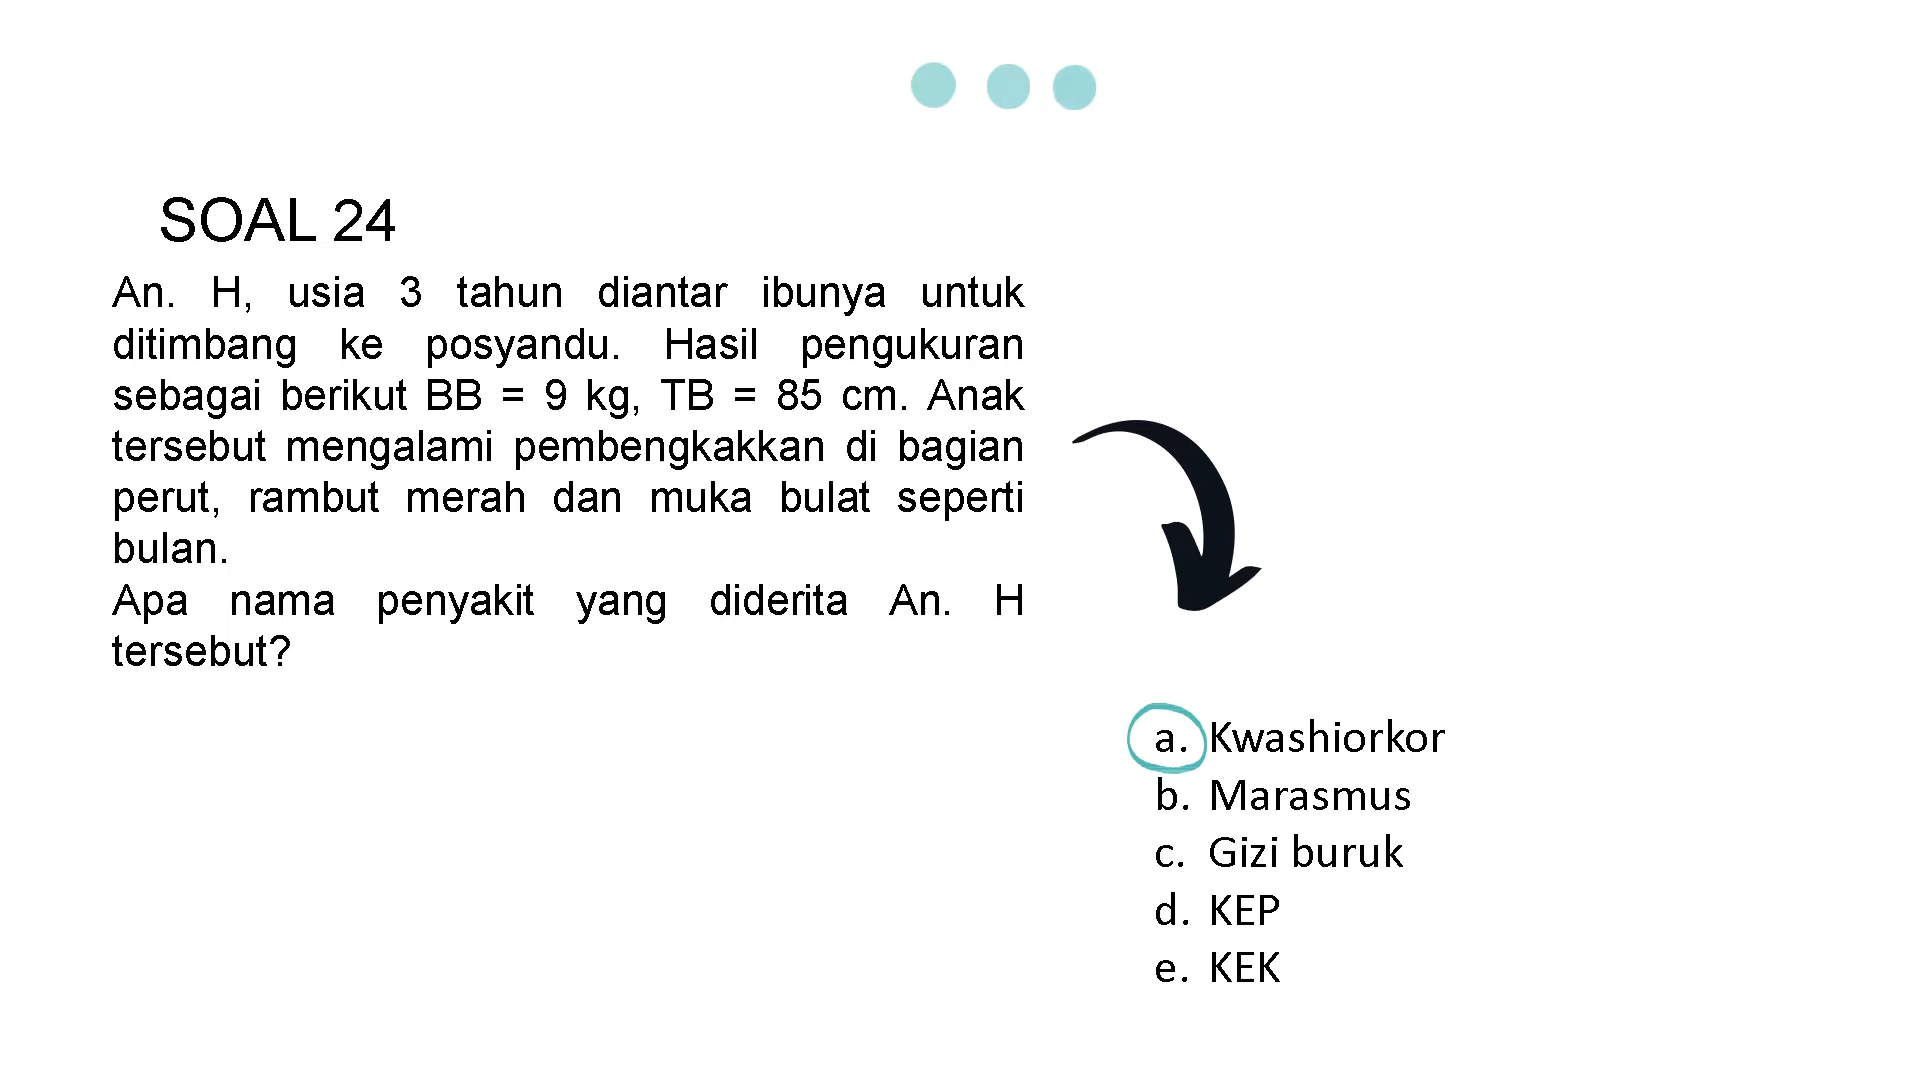 SOAL 24
An. H, usia 3 tahun diantar ibunya untuk
ditimbang ke posyandu. Hasil pengukuran
sebagai berikut BB = 9 kg, TB = 85 cm. Anak
tersebut mengalami pembengkakkan di bagian
perut, rambut merah dan muka bulat seperti
bulan.
Apa nama penyakit yang diderita An. H
tersebut?
a. Kwashiorkor
b. Marasmus
c. Gizi buruk
d. KEP
e. KEK